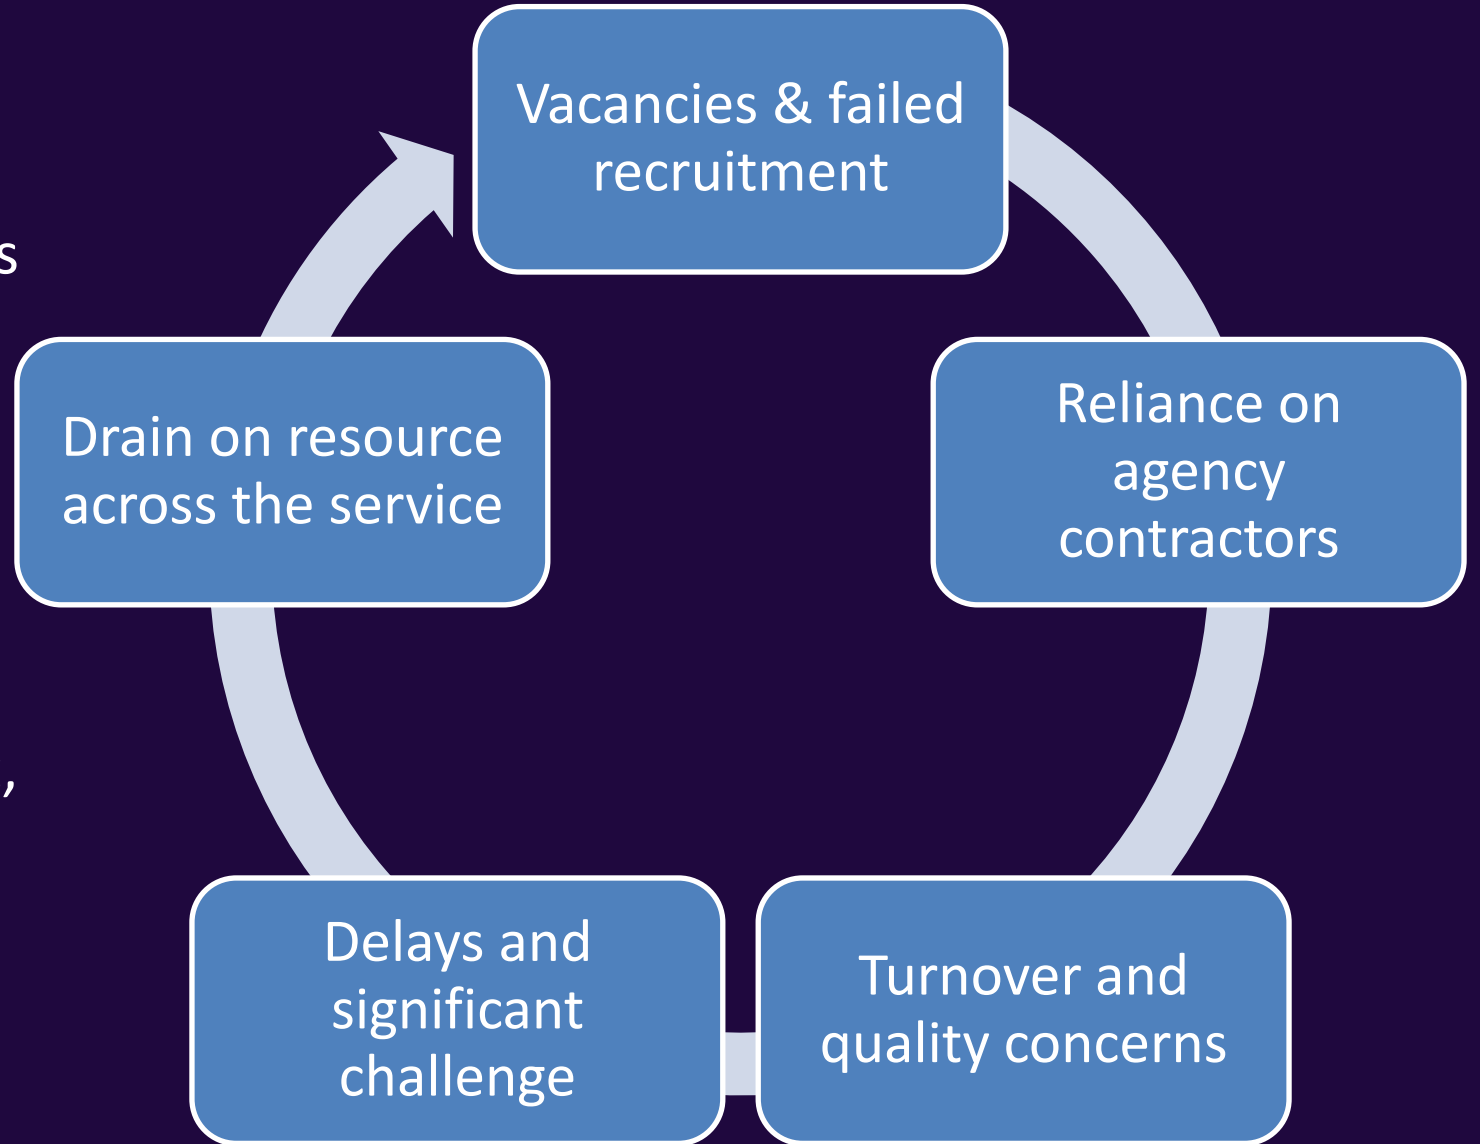 Vacancies & failed
recruitment
s
Reliance on
agency
contractors
Turnover and
quality concerns
Delays and
significant
challenge
,
Drain on resource
across the service